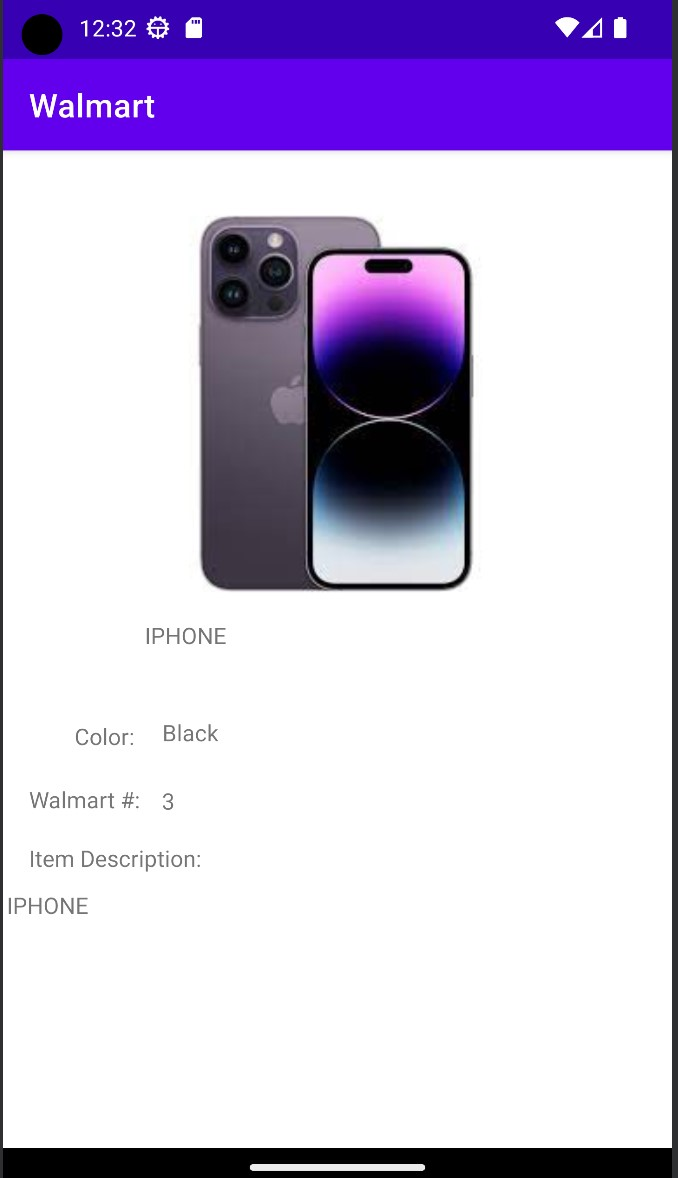 12:32
Walmart
IPHONE
Color: Black
Walmart #: 3
Item Description:
IPHONE